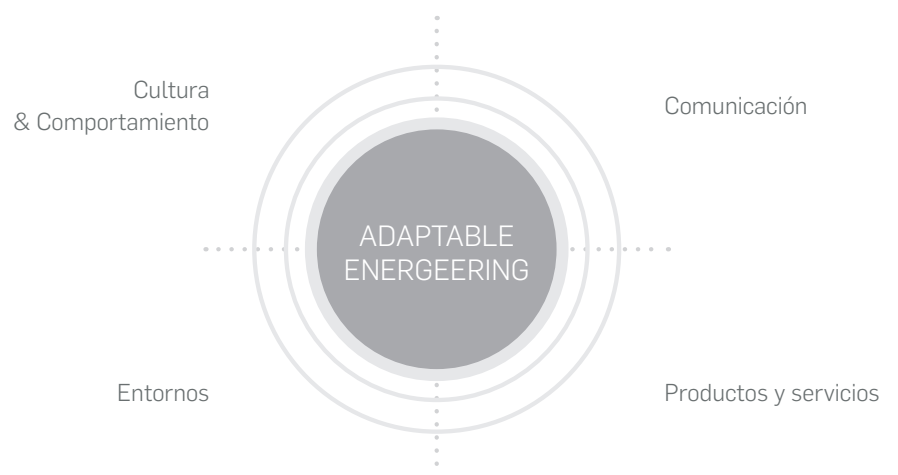 Cultura
& Comportamiento
Comunicación
ADAPTABLE
ENERGEERING
Entornos
Productos y servicios